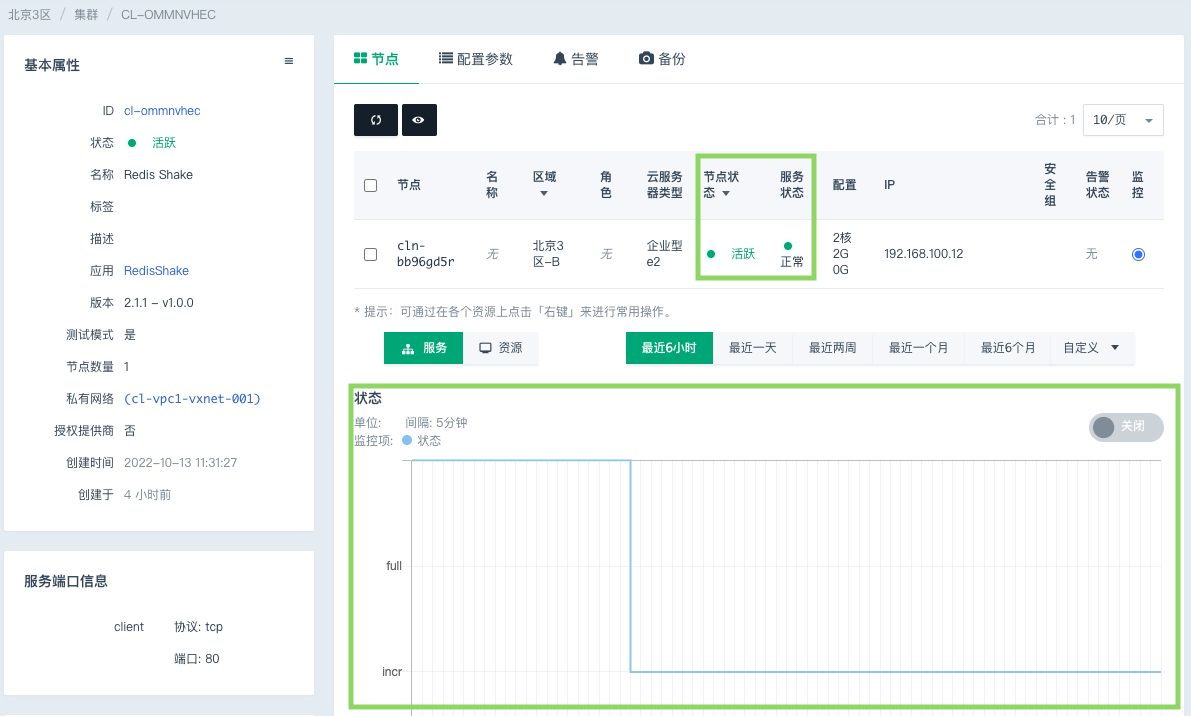 北京3区 / 集群 / CL-OMMNVHEC
基本属性
ID cl-ommnvhec
状态 活跃
名称 Redis Shake
标签
描述
应用 RedisShake
版本 2.1.1 - v1.0.0
测试模式 是
节点数量 1
私有网络 (cl-vpc1-vxnet-001)
授权提供商 否
创建时间 2022-10-13 11:31:27
创建于 4 小时前
服务端口信息
client 协议: tcp
端口: 80
节点 配置参数 告警 备份
合计 : 1 10/页
节点 名称 区域 角色 云服务器类型 节点状态 服务状态 配置 IP 安全组 告警状态 监控
cln-bb96gd5r 无 北京3区-B 无 企业型e2 活跃 正常 2核 2G 0G 192.168.100.12 无
* 提示：可通过在各个资源上点击「右键」来进行常用操作。
服务 资源 最近6小时 最近一天 最近两周 最近一个月 最近6个月 自定义
状态
单位: 间隔: 5分钟
监控项: 状态
关闭
full
incr